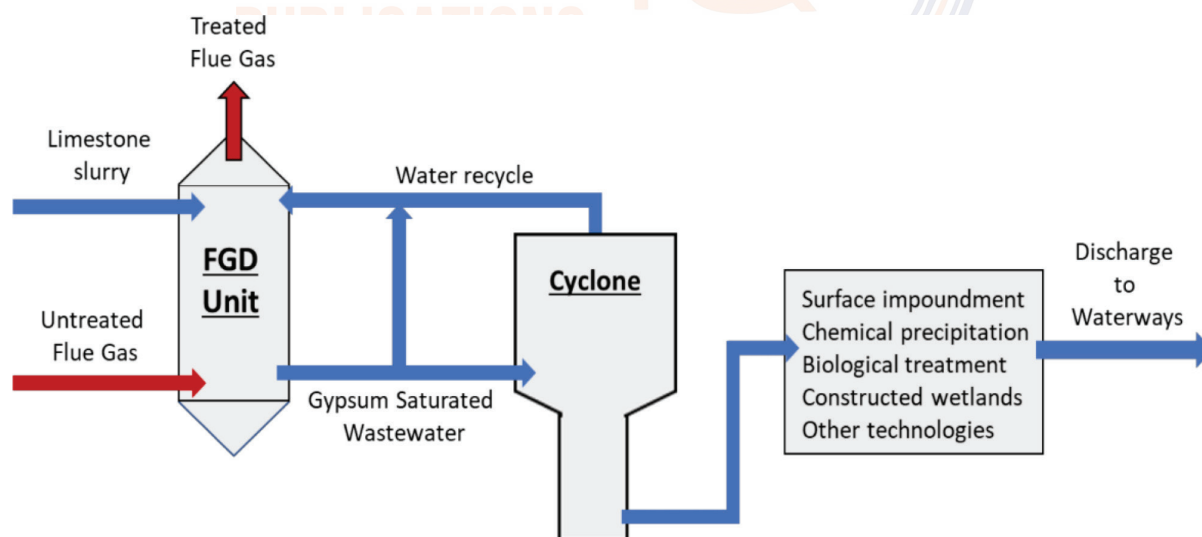 PUBLICATIONS
Treated
Flue Gas
Limestone
slurry
Water recycle
FGD
Unit
Cyclone
Discharge
to
Waterways
Surface impoundment
Chemical precipitation
Biological treatment
Constructed wetlands
Other technologies
Untreated
Flue Gas
Gypsum Saturated
Wastewater